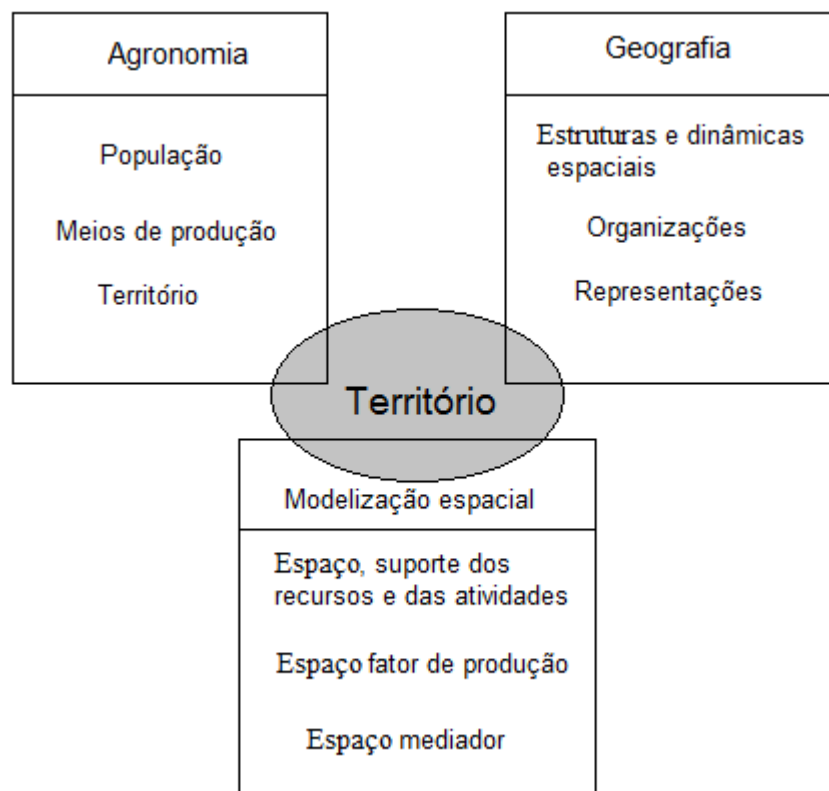 Agronomia
População
Meios de produção
Território
Geografia
Estruturas e dinâmicas
espaciais
Organizações
Representações
Território
Modelização espacial
Espaço, suporte dos
recursos e das atividades
Espaço fator de produção
Espaço mediador